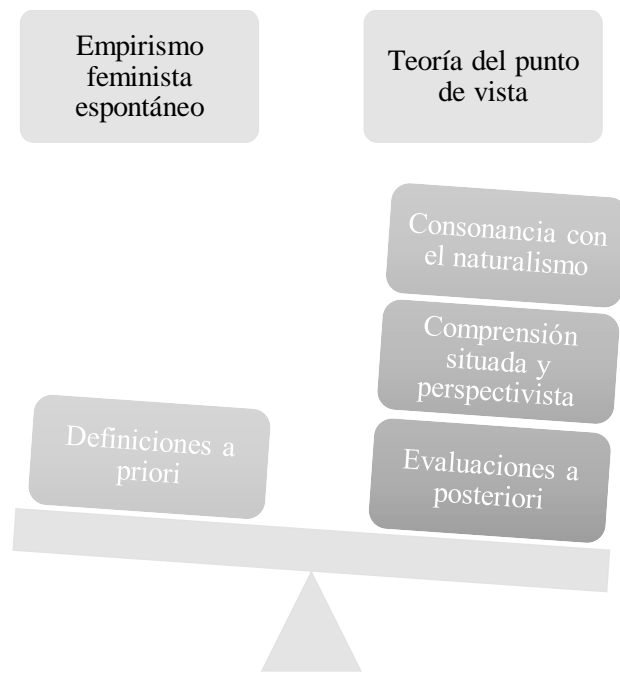 Empirismo
feminista
espontáneo
Teoría del punto
de vista
Consonancia con
el naturalismo
Comprensión
situada y
perspectivista
Definiciones a
priori
Evaluaciones a
posteriori